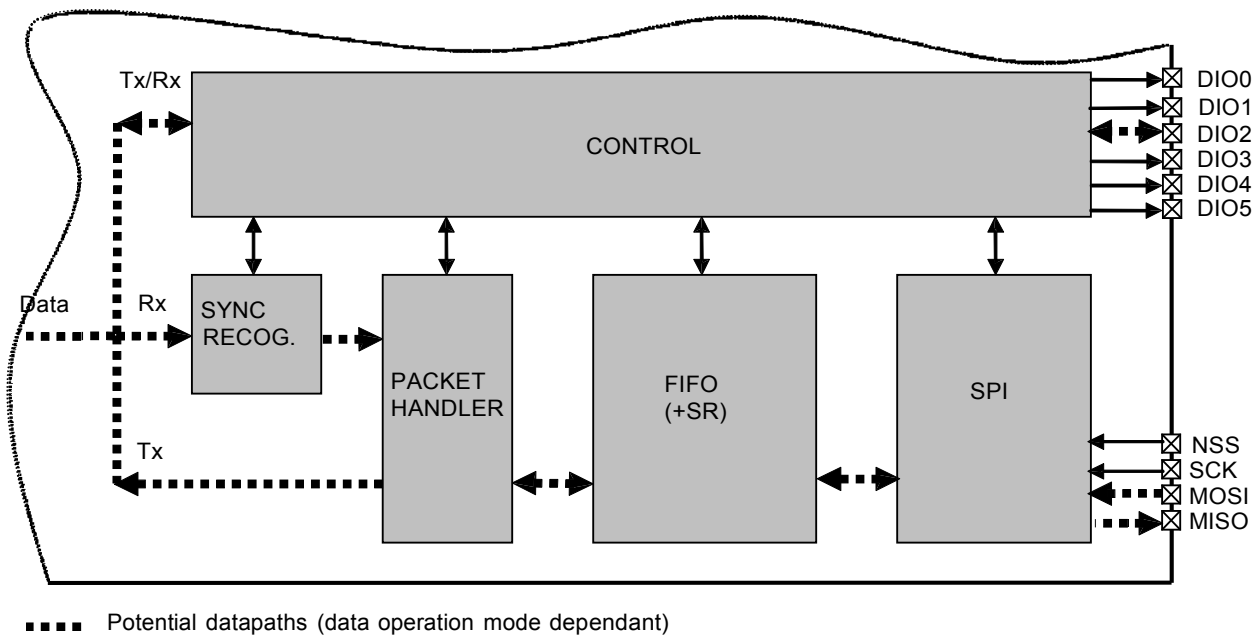 Tx/Rx
CONTROL
DIO0
DIO1
DIO2
DIO3
DIO4
DIO5
Data
Rx
SYNC
RECOG.
PACKET
HANDLER
FIFO
(+SR)
SPI
Tx
NSS
SCK
MOSI
MISO
Potential datapaths (data operation mode dependant)